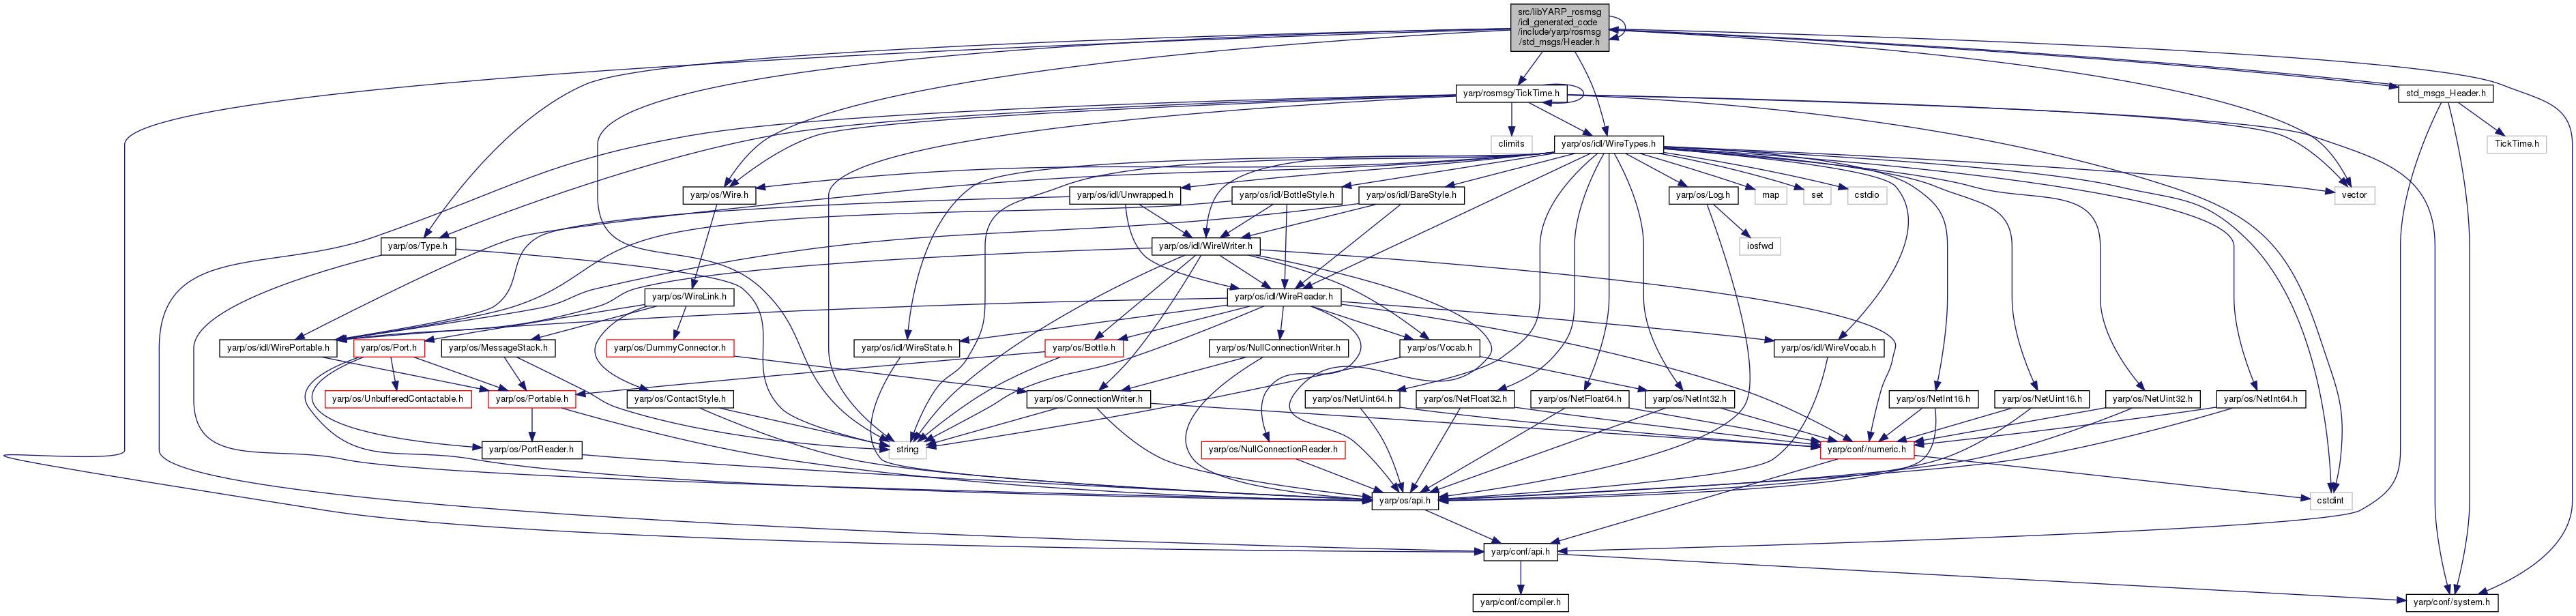 src/libYARP_rosmsg
/idl_generated_code
/include/yarp/rosmsg
/std_msgs/Header.h
yarp/rosmsg/TickTime.h
std_msgs_Header.h
climits
yarp/os/idl/WireTypes.h
TickTime.h
yarp/os/Wire.h
yarp/os/idl/Unwrapped.h
yarp/os/idl/BottleStyle.h
yarp/os/idl/BareStyle.h
yarp/os/Log.h
map
set
cstdio
vector
yarp/os/Type.h
yarp/os/idl/WireWriter.h
iosfwd
yarp/os/WireLink.h
yarp/os/idl/WireReader.h
yarp/os/idl/WirePortable.h
yarp/os/Port.h
yarp/os/MessageStack.h
yarp/os/DummyConnector.h
yarp/os/idl/WireState.h
yarp/os/Bottle.h
yarp/os/NullConnectionWriter.h
yarp/os/Vocab.h
yarp/os/idl/WireVocab.h
yarp/os/UnbufferedContactable.h
yarp/os/Portable.h
yarp/os/ContactStyle.h
yarp/os/ConnectionWriter.h
yarp/os/NetUint64.h
yarp/os/NetFloat32.h
yarp/os/NetFloat64.h
yarp/os/NetInt32.h
yarp/os/NetInt16.h
yarp/os/NetUint16.h
yarp/os/NetUint32.h
yarp/os/NetInt64.h
yarp/os/PortReader.h
string
yarp/os/NullConnectionReader.h
yarp/conf/numeric.h
yarp/os/api.h
cstdint
yarp/conf/api.h
yarp/conf/compiler.h
yarp/conf/system.h